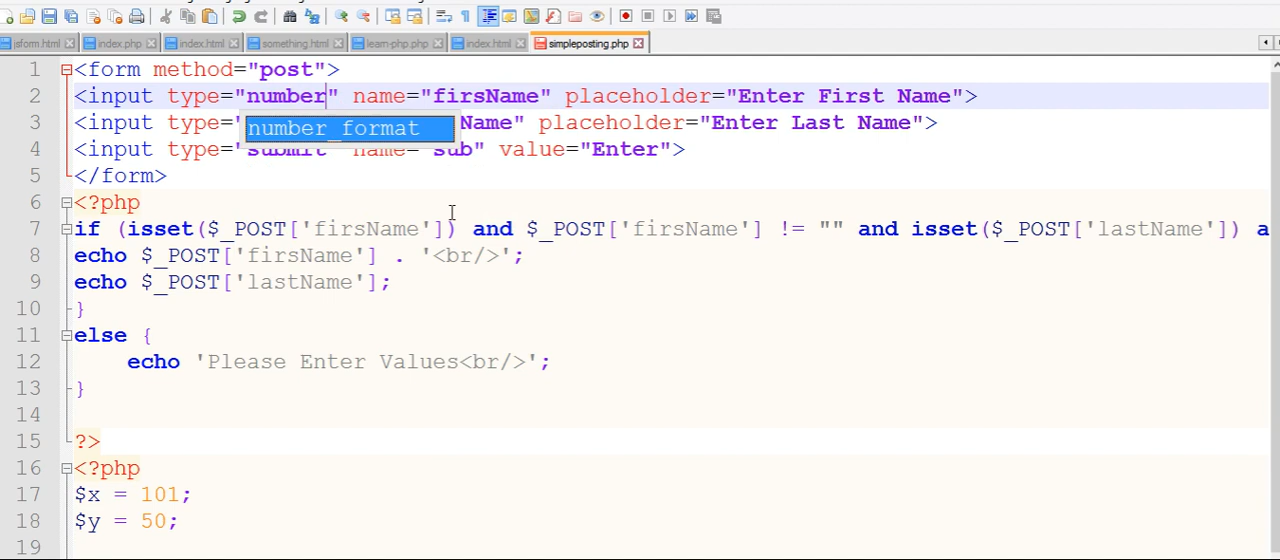 jsform.html index.php index.html something.html learn-php.php index.html simpleposting.php
1 <form method="post">
2 <input type="number" name="firsName" placeholder="Enter First Name">
3 <input type=" Name" placeholder="Enter Last Name">
number_format
4 <input type="submit" name="sub" value="Enter">
5 </form>
6 <?php
7 if (isset($_POST['firsName']) and $_POST['firsName'] != "" and isset($_POST['lastName']) a
8 echo $_POST['firsName'] . '<br/>';
9 echo $_POST['lastName'];
10 }
11 else {
12 echo 'Please Enter Values<br/>';
13 }
14
15 ?>
16 <?php
17 $x = 101;
18 $y = 50;
19